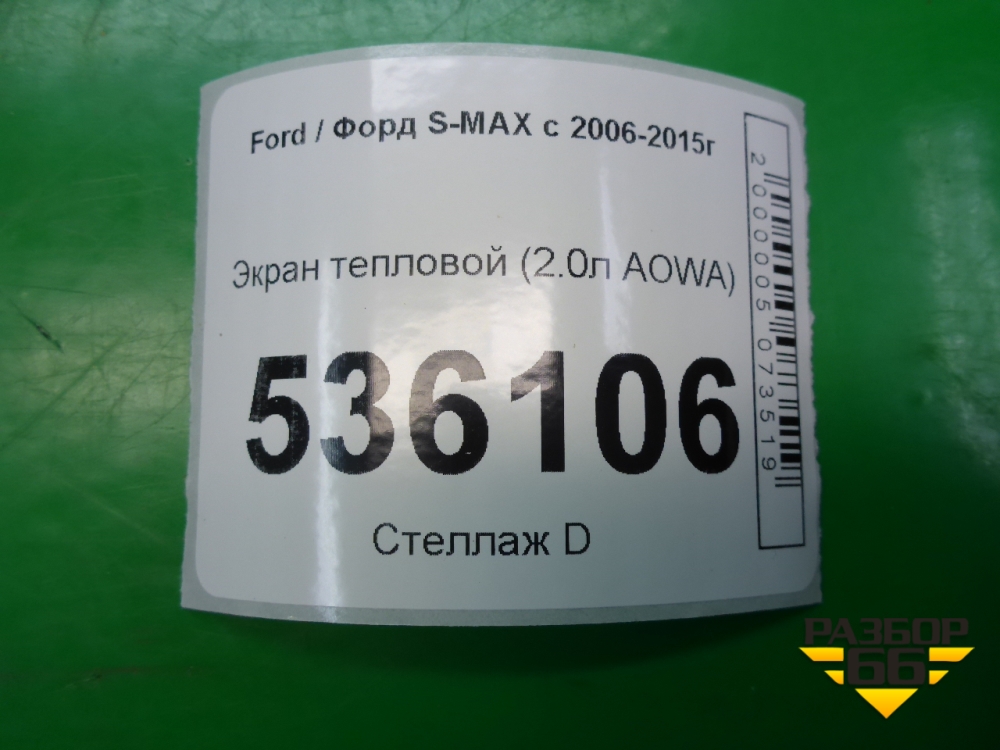 Ford / Форд S-MAX с 2006-2015г
Экран тепловой (2.0л AOWA)
536106
Стеллаж D
2000005073519
РАЗБОР
66